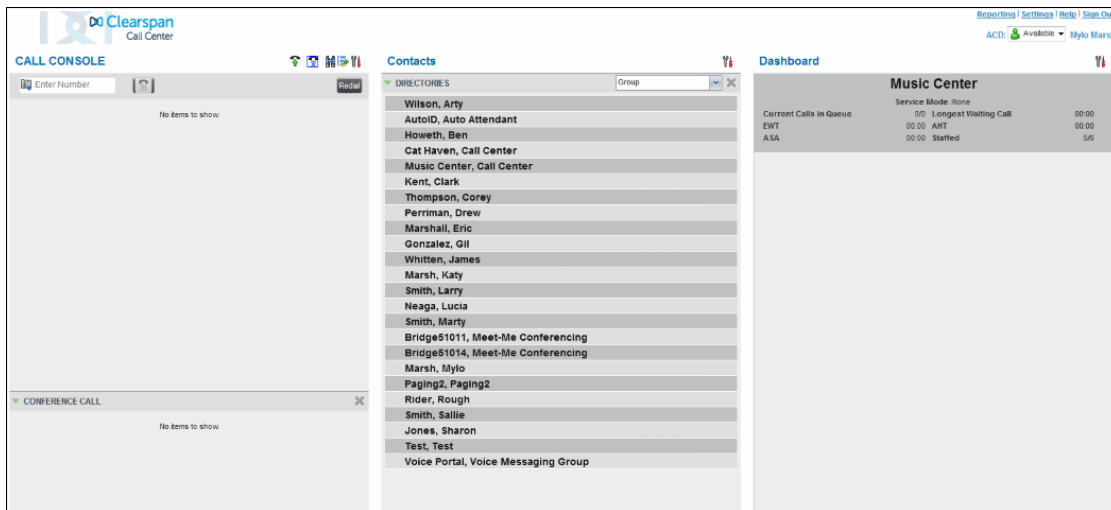 Clearspan
Call Center
Reporting | Settings | Help | Sign Ou
ACD: Available Mylo Mars
CALL CONSOLE
Enter Number
Redial
No items to show
CONFERENCE CALL
No items to show
Contacts
DIRECTORIES Group
Wilson, Arty
AutoID, Auto Attendant
Howeth, Ben
Cat Haven, Call Center
Music Center, Call Center
Kent, Clark
Thompson, Corey
Perriman, Drew
Marshall, Eric
Gonzalez, Gil
Whitten, James
Marsh, Katy
Smith, Larry
Neaga, Lucia
Smith, Marty
Bridge51011, Meet-Me Conferencing
Bridge51014, Meet-Me Conferencing
Marsh, Mylo
Paging2, Paging2
Rider, Rough
Smith, Sallie
Jones, Sharon
Test, Test
Voice Portal, Voice Messaging Group
Dashboard
Music Center
Service Mode :None
Current Calls in Queue 0/0 Longest Waiting Call 00:00
EWT 00:00 AHT 00:00
ASA 00:00 Staffed 5/6